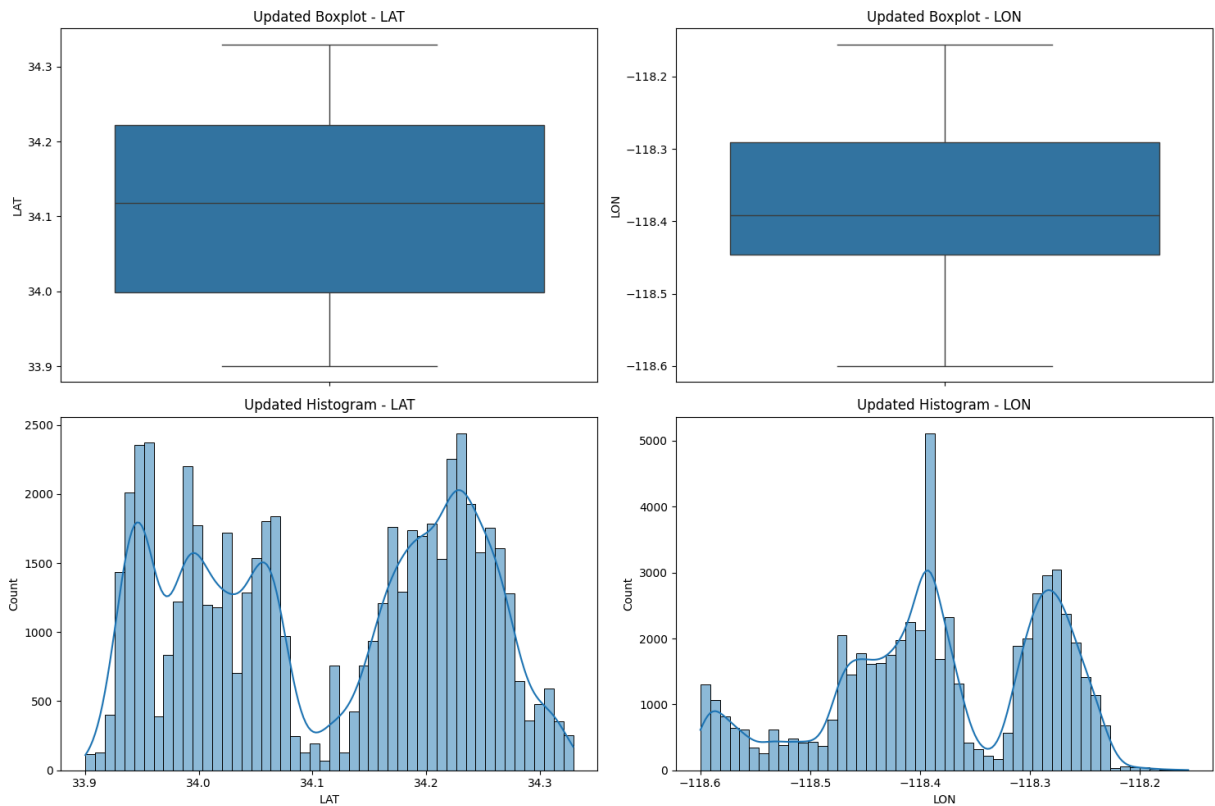 Updated Boxplot - LAT
LAT
34.3
34.2
34.1
34.0
33.9
Updated Boxplot - LON
LON
−118.2
−118.3
−118.4
−118.5
−118.6
Updated Histogram - LAT
Count
2500
2000
1500
1000
500
0
33.9 34.0 34.1 34.2 34.3
LAT
Updated Histogram - LON
Count
5000
4000
3000
2000
1000
0
−118.6 −118.5 −118.4 −118.3 −118.2
LON